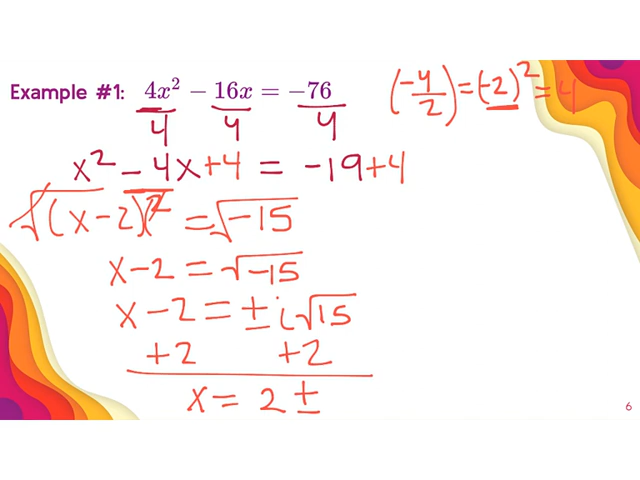 Example #1: 4x² − 16x = −76
4 4 4
(-4/2) = (-2)² = 4
x² - 4x + 4 = -19 + 4
√(x-2)² = √-15
x - 2 = √-15
x - 2 = ± i√15
+2 +2
x = 2 ±
6